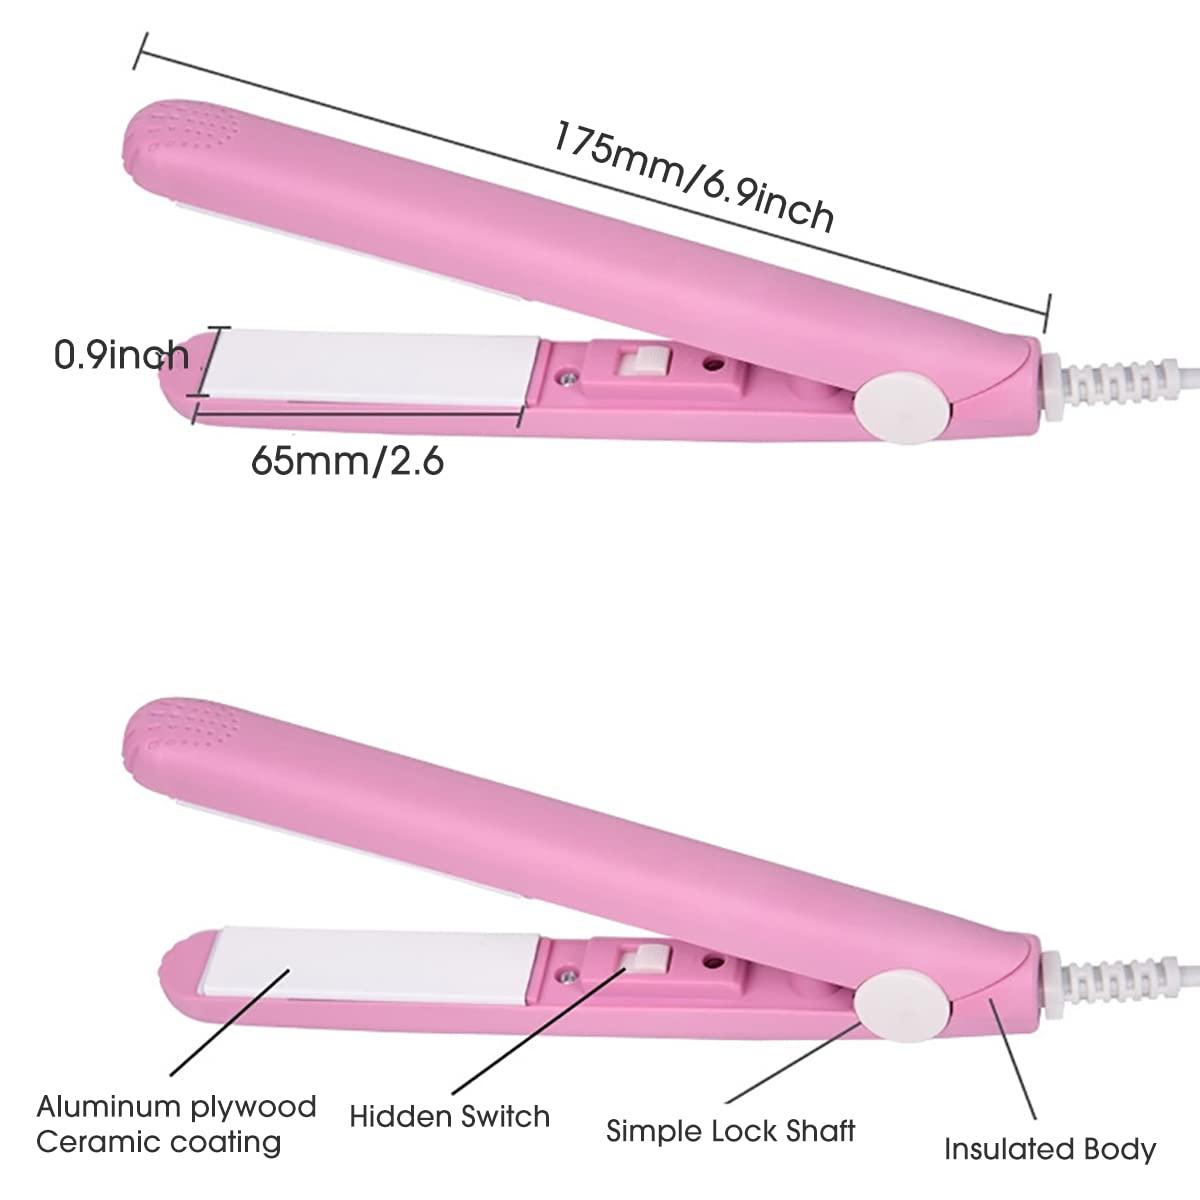 175mm/6.9inch
0.9inch
65mm/2.6
Aluminum plywood
Ceramic coating
Hidden Switch
Simple Lock Shaft
Insulated Body